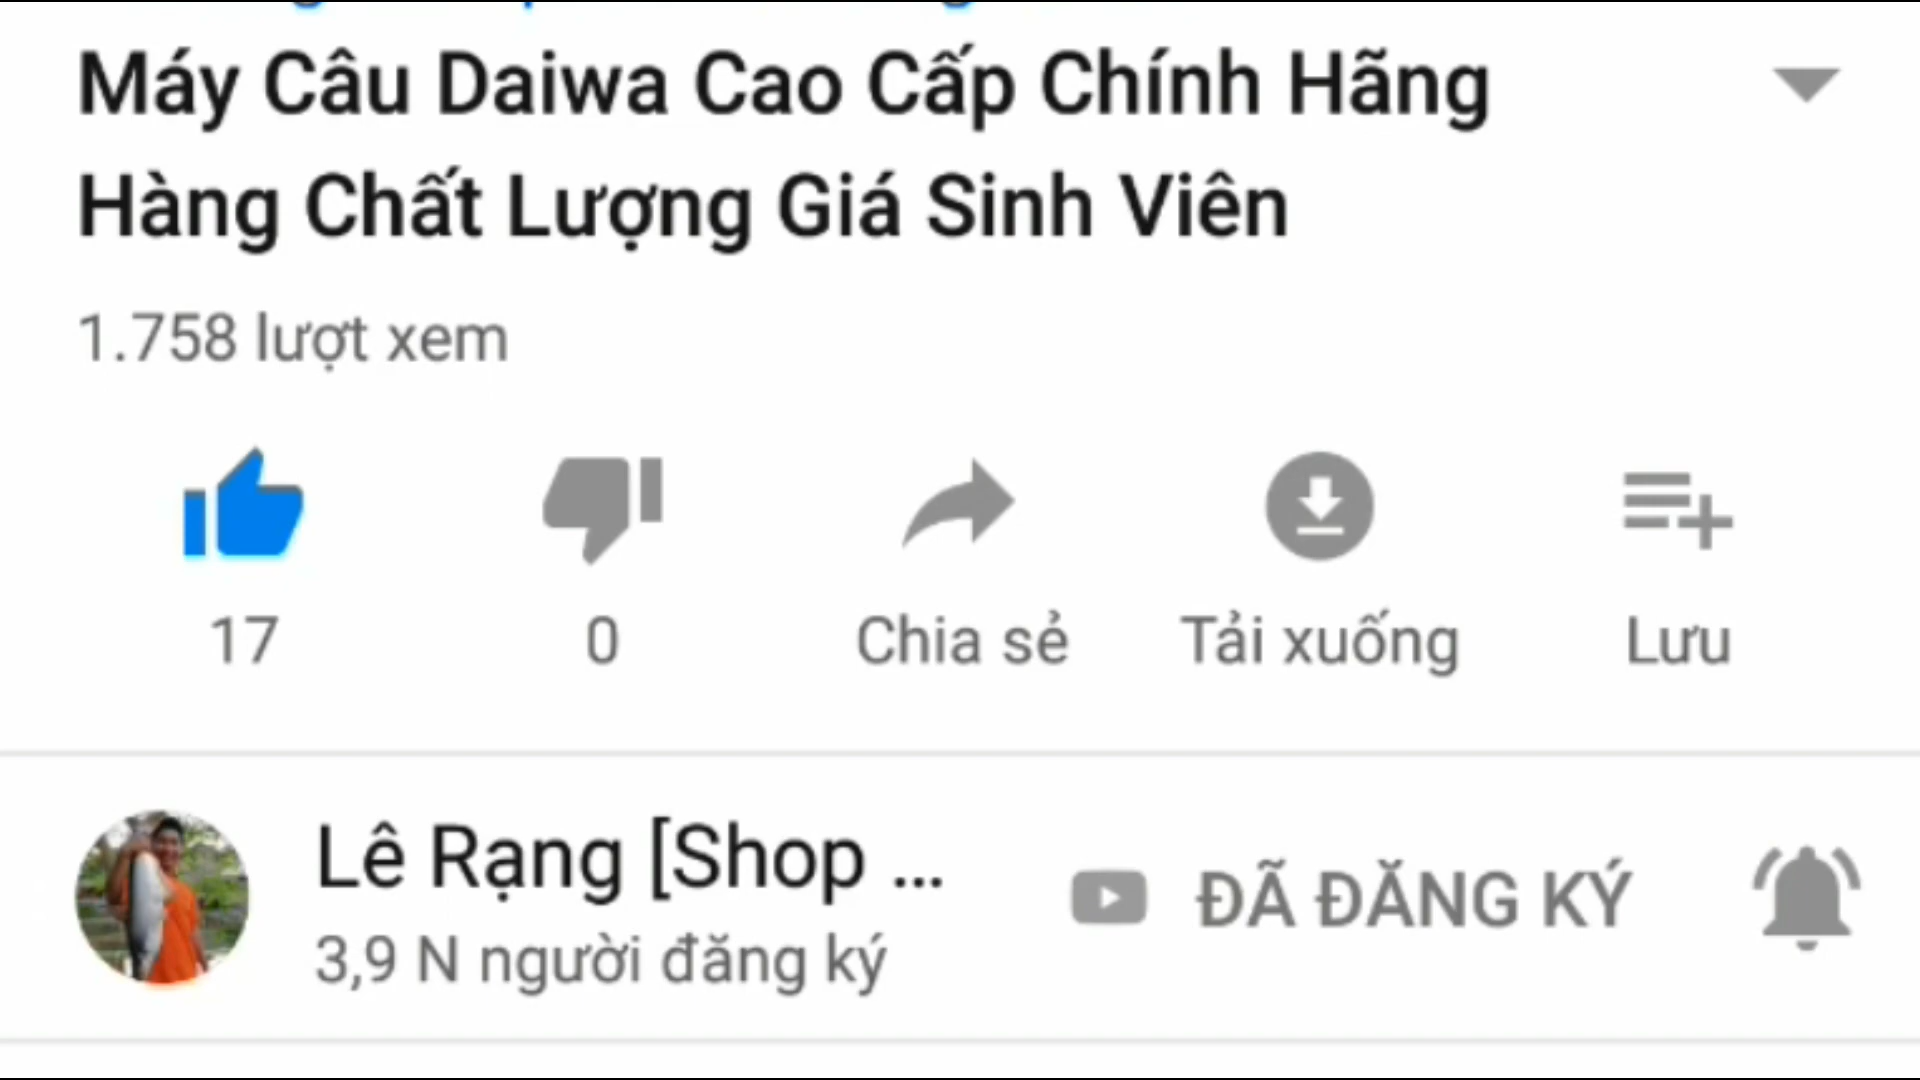 Máy Câu Daiwa Cao Cấp Chính Hãng
Hàng Chất Lượng Giá Sinh Viên
1.758 lượt xem
17
0
Chia sẻ
Tải xuống
Lưu
Lê Rạng [Shop ...
ĐÃ ĐĂNG KÝ
3,9 N người đăng ký